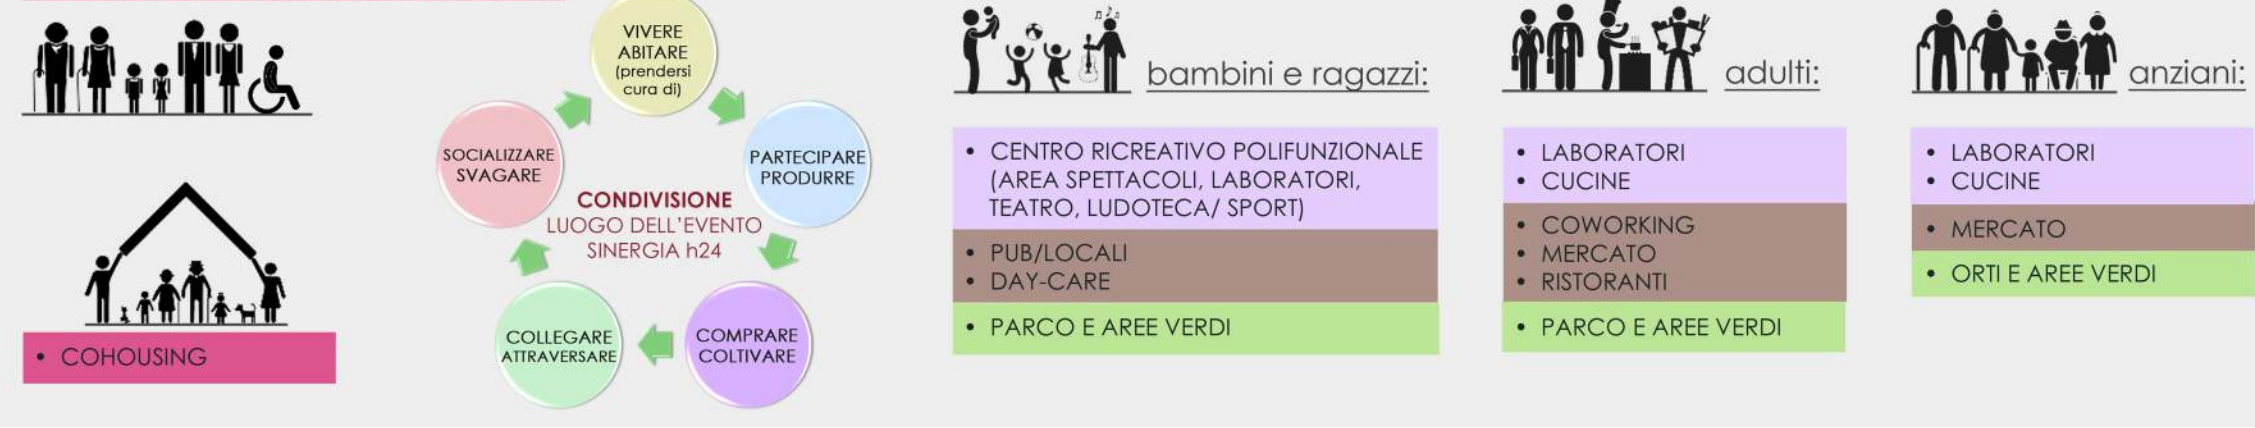 • COHOUSING
VIVERE
ABITARE
(prendersi
cura di)
PARTECIPARE
PRODURRE
COMPRARE
COLTIVARE
COLLEGARE
ATTRAVERSARE
SOCIALIZZARE
SVAGARE
CONDIVISIONE
LUOGO DELL'EVENTO
SINERGIA h24
bambini e ragazzi:
• CENTRO RICREATIVO POLIFUNZIONALE
(AREA SPETTACOLI, LABORATORI,
TEATRO, LUDOTECA/ SPORT)
• PUB/LOCALI
• DAY-CARE
• PARCO E AREE VERDI
adulti:
• LABORATORI
• CUCINE
• COWORKING
• MERCATO
• RISTORANTI
• PARCO E AREE VERDI
anziani:
• LABORATORI
• CUCINE
• MERCATO
• ORTI E AREE VERDI